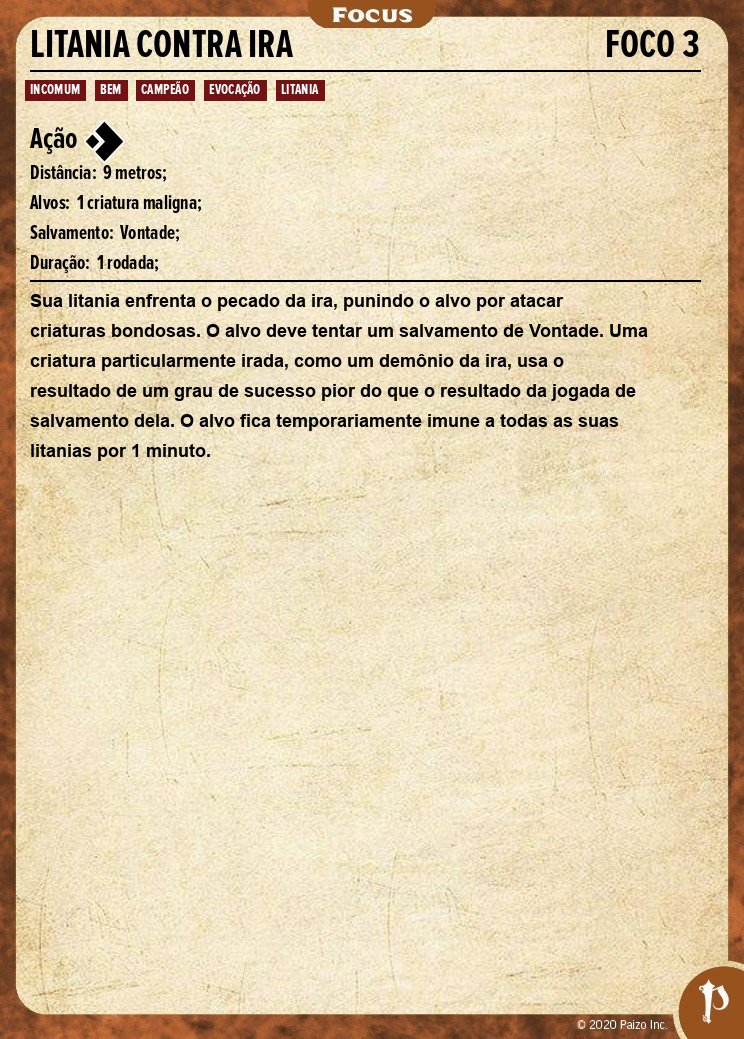 Focus
LITANIA CONTRA IRA FOCO 3
INCOMUM BEM CAMPEÃO EVOCAÇÃO LITANIA
Ação
Distância: 9 metros;
Alvos: 1 criatura maligna;
Salvamento: Vontade;
Duração: 1 rodada;
Sua litania enfrenta o pecado da ira, punindo o alvo por atacar
criaturas bondosas. O alvo deve tentar um salvamento de Vontade. Uma
criatura particularmente irada, como um demônio da ira, usa o
resultado de um grau de sucesso pior do que o resultado da jogada de
salvamento dela. O alvo fica temporariamente imune a todas as suas
litanias por 1 minuto.
© 2020 Paizo Inc.
P